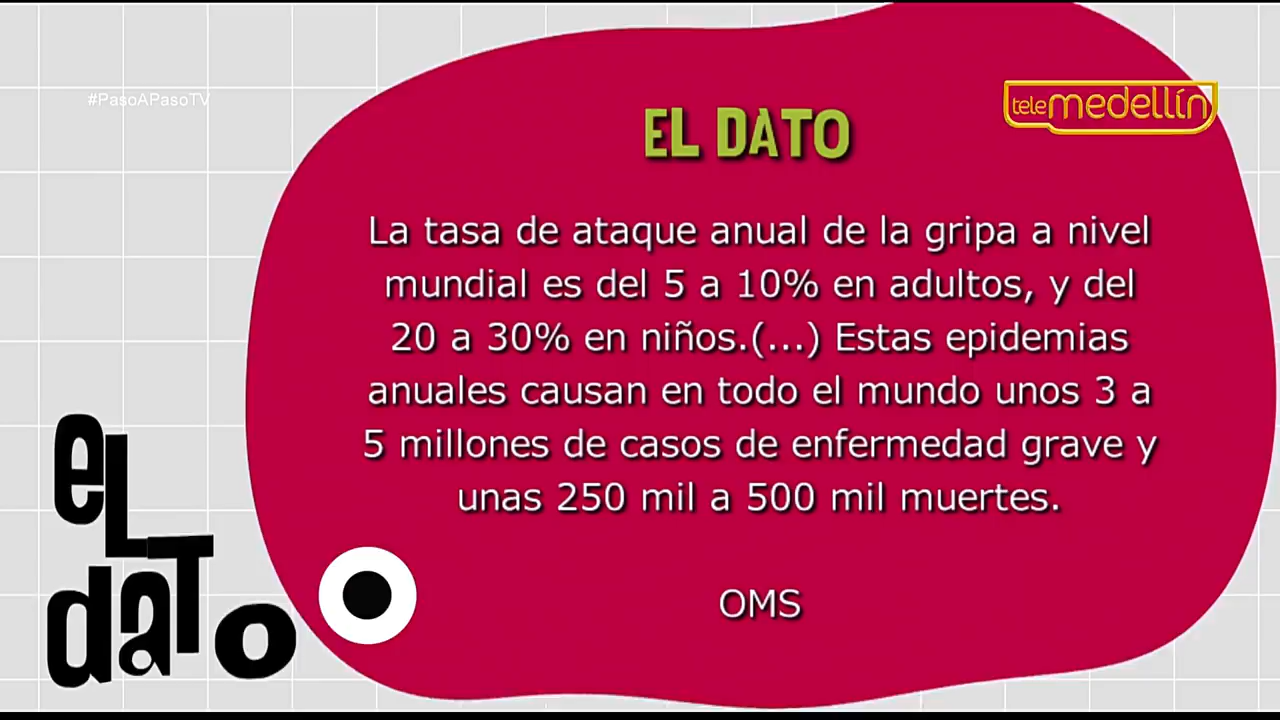 #PasoAPasoTV
telemedellín
EL DATO
La tasa de ataque anual de la gripa a nivel
mundial es del 5 a 10% en adultos, y del
20 a 30% en niños.(...) Estas epidemias
anuales causan en todo el mundo unos 3 a
5 millones de casos de enfermedad grave y
unas 250 mil a 500 mil muertes.
OMS
eL
daTo